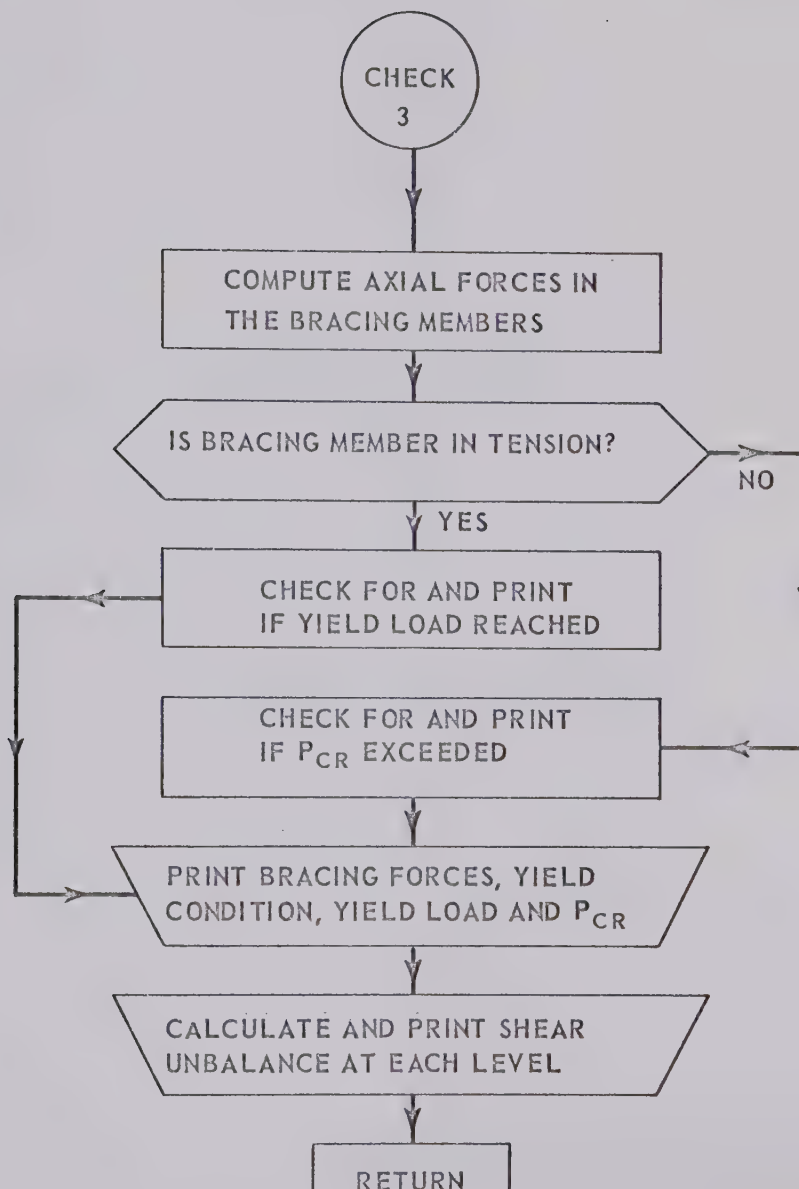 CHECK
3
COMPUTE AXIAL FORCES IN
THE BRACING MEMBERS
IS BRACING MEMBER IN TENSION?
NO
YES
CHECK FOR AND PRINT
IF YIELD LOAD REACHED
CHECK FOR AND PRINT
IF PCR EXCEEDED
PRINT BRACING FORCES, YIELD
CONDITION, YIELD LOAD AND PCR
CALCULATE AND PRINT SHEAR
UNBALANCE AT EACH LEVEL
RETURN